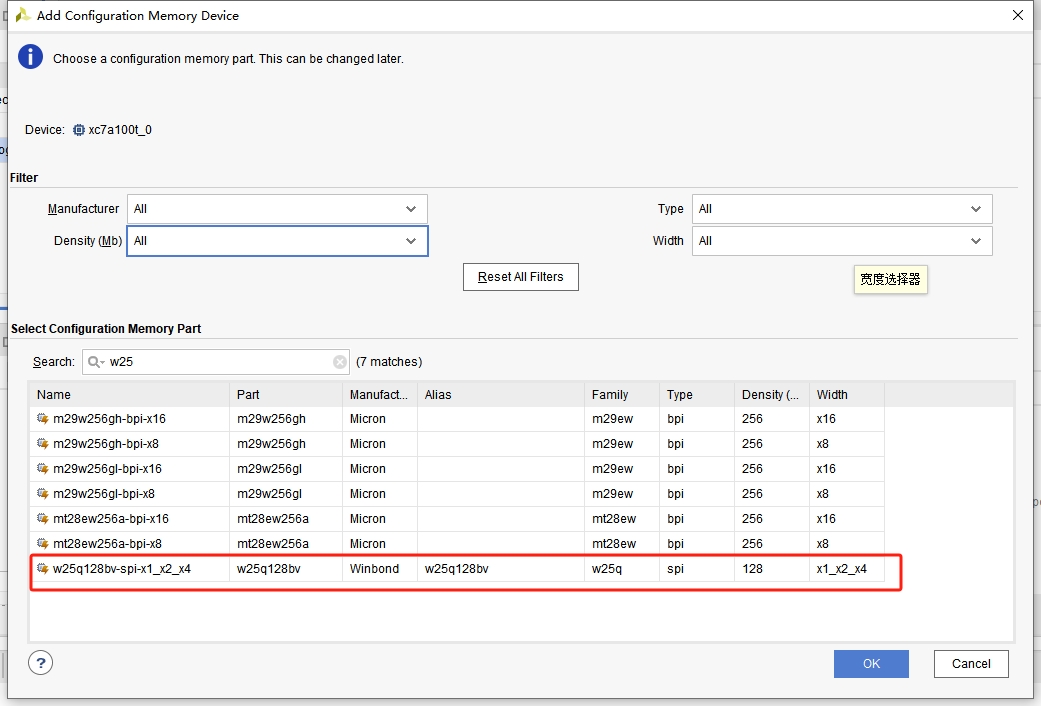 Add Configuration Memory Device
Choose a configuration memory part. This can be changed later.
Device: xc7a100t_0
Filter
Manufacturer All Type All
Density (Mb) All Width All
Reset All Filters
宽度选择器
Select Configuration Memory Part
Search: w25 (7 matches)
Name Part Manufact... Alias Family Type Density (... Width
m29w256gh-bpi-x16 m29w256gh Micron m29ew bpi 256 x16
m29w256gh-bpi-x8 m29w256gh Micron m29ew bpi 256 x8
m29w256gl-bpi-x16 m29w256gl Micron m29ew bpi 256 x16
m29w256gl-bpi-x8 m29w256gl Micron m29ew bpi 256 x8
mt28ew256a-bpi-x16 mt28ew256a Micron mt28ew bpi 256 x16
mt28ew256a-bpi-x8 mt28ew256a Micron mt28ew bpi 256 x8
w25q128bv-spi-x1_x2_x4 w25q128bv Winbond w25q128bv w25q spi 128 x1_x2_x4
? OK Cancel